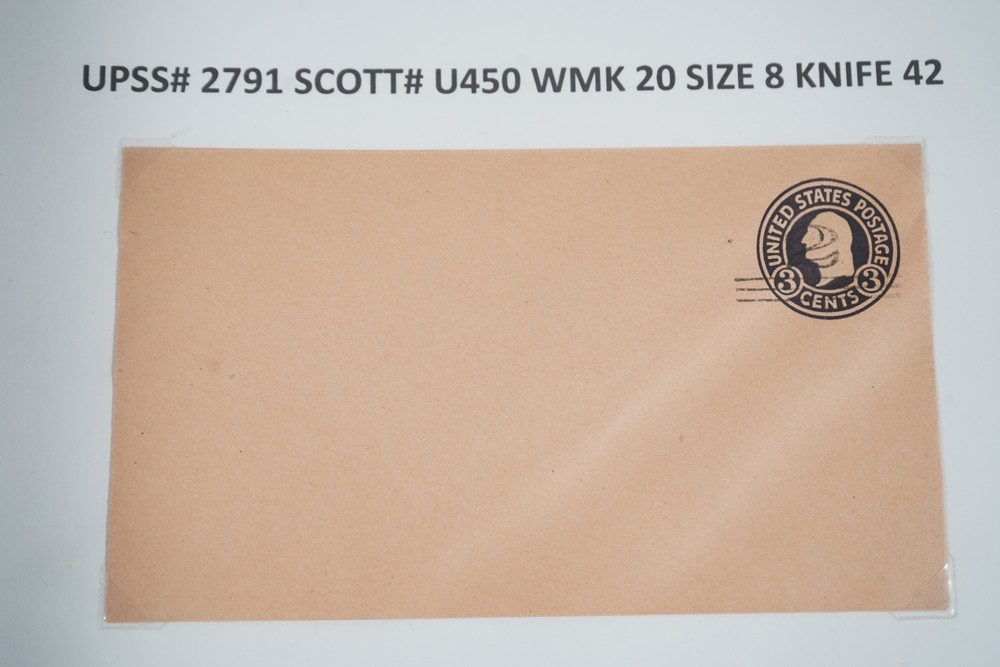 UPSS# 2791 SCOTT# U450 WMK 20 SIZE 8 KNIFE 42
UNITED STATES POSTAGE
3 CENTS 3